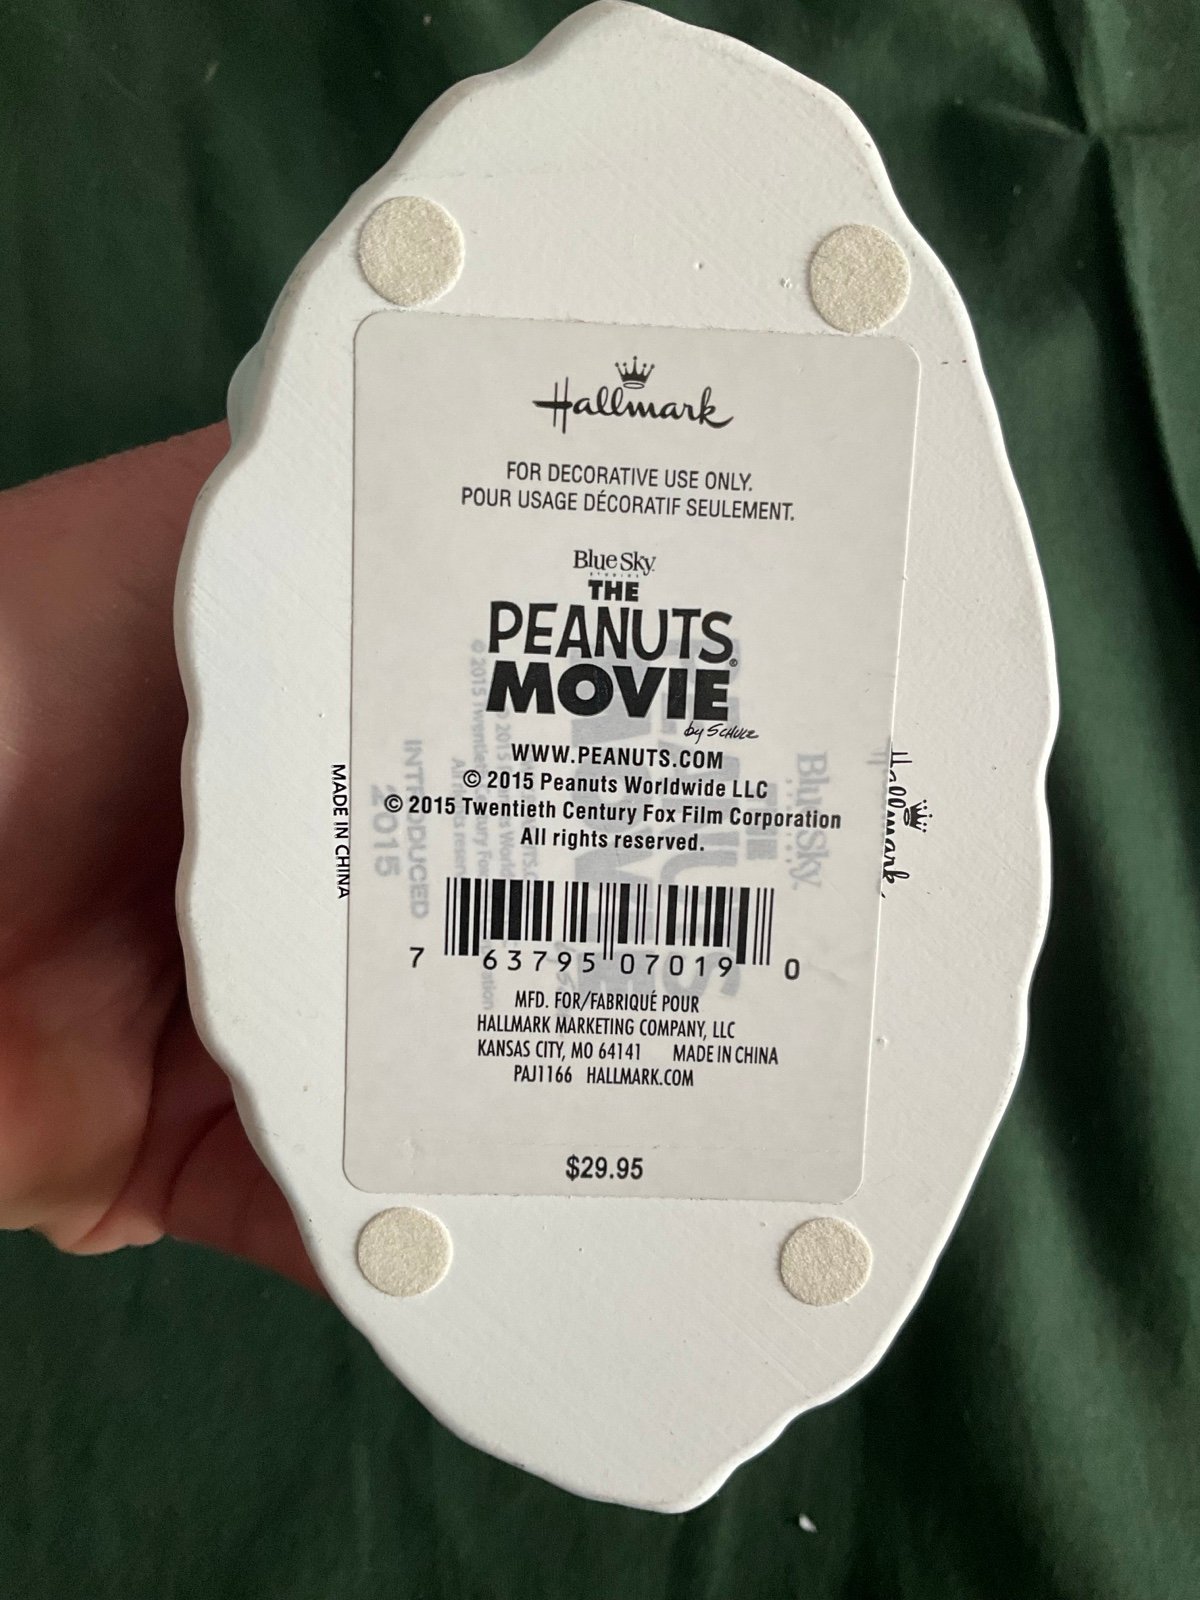 Hallmark
FOR DECORATIVE USE ONLY.
POUR USAGE DÉCORATIF SEULEMENT.
Blue Sky
STUDIOS
THE
PEANUTS®
MOVIE
by SCHULZ
WWW.PEANUTS.COM
© 2015 Peanuts Worldwide LLC
© 2015 Twentieth Century Fox Film Corporation
All rights reserved.
7 63795 07019 0
MFD. FOR/FABRIQUÉ POUR
HALLMARK MARKETING COMPANY, LLC
KANSAS CITY, MO 64141 MADE IN CHINA
PAJ1166 HALLMARK.COM
$29.95
MADE IN CHINA
INTRODUCED
2015
Hallmark
Blue Sky